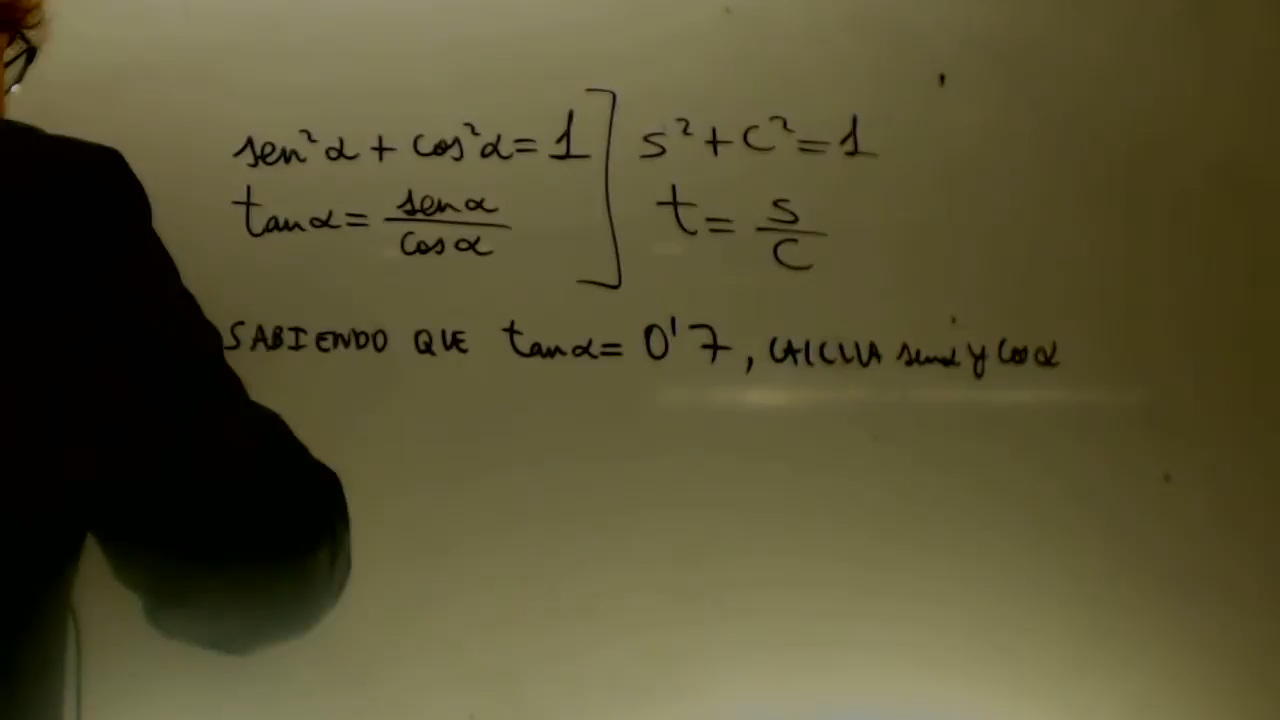 sen²α + cos²α = 1 ] s² + c² = 1
tanα = senα/cosα ] t = s/c
SABIENDO QUE tanα = 0'7, CALCULA senα y cosα